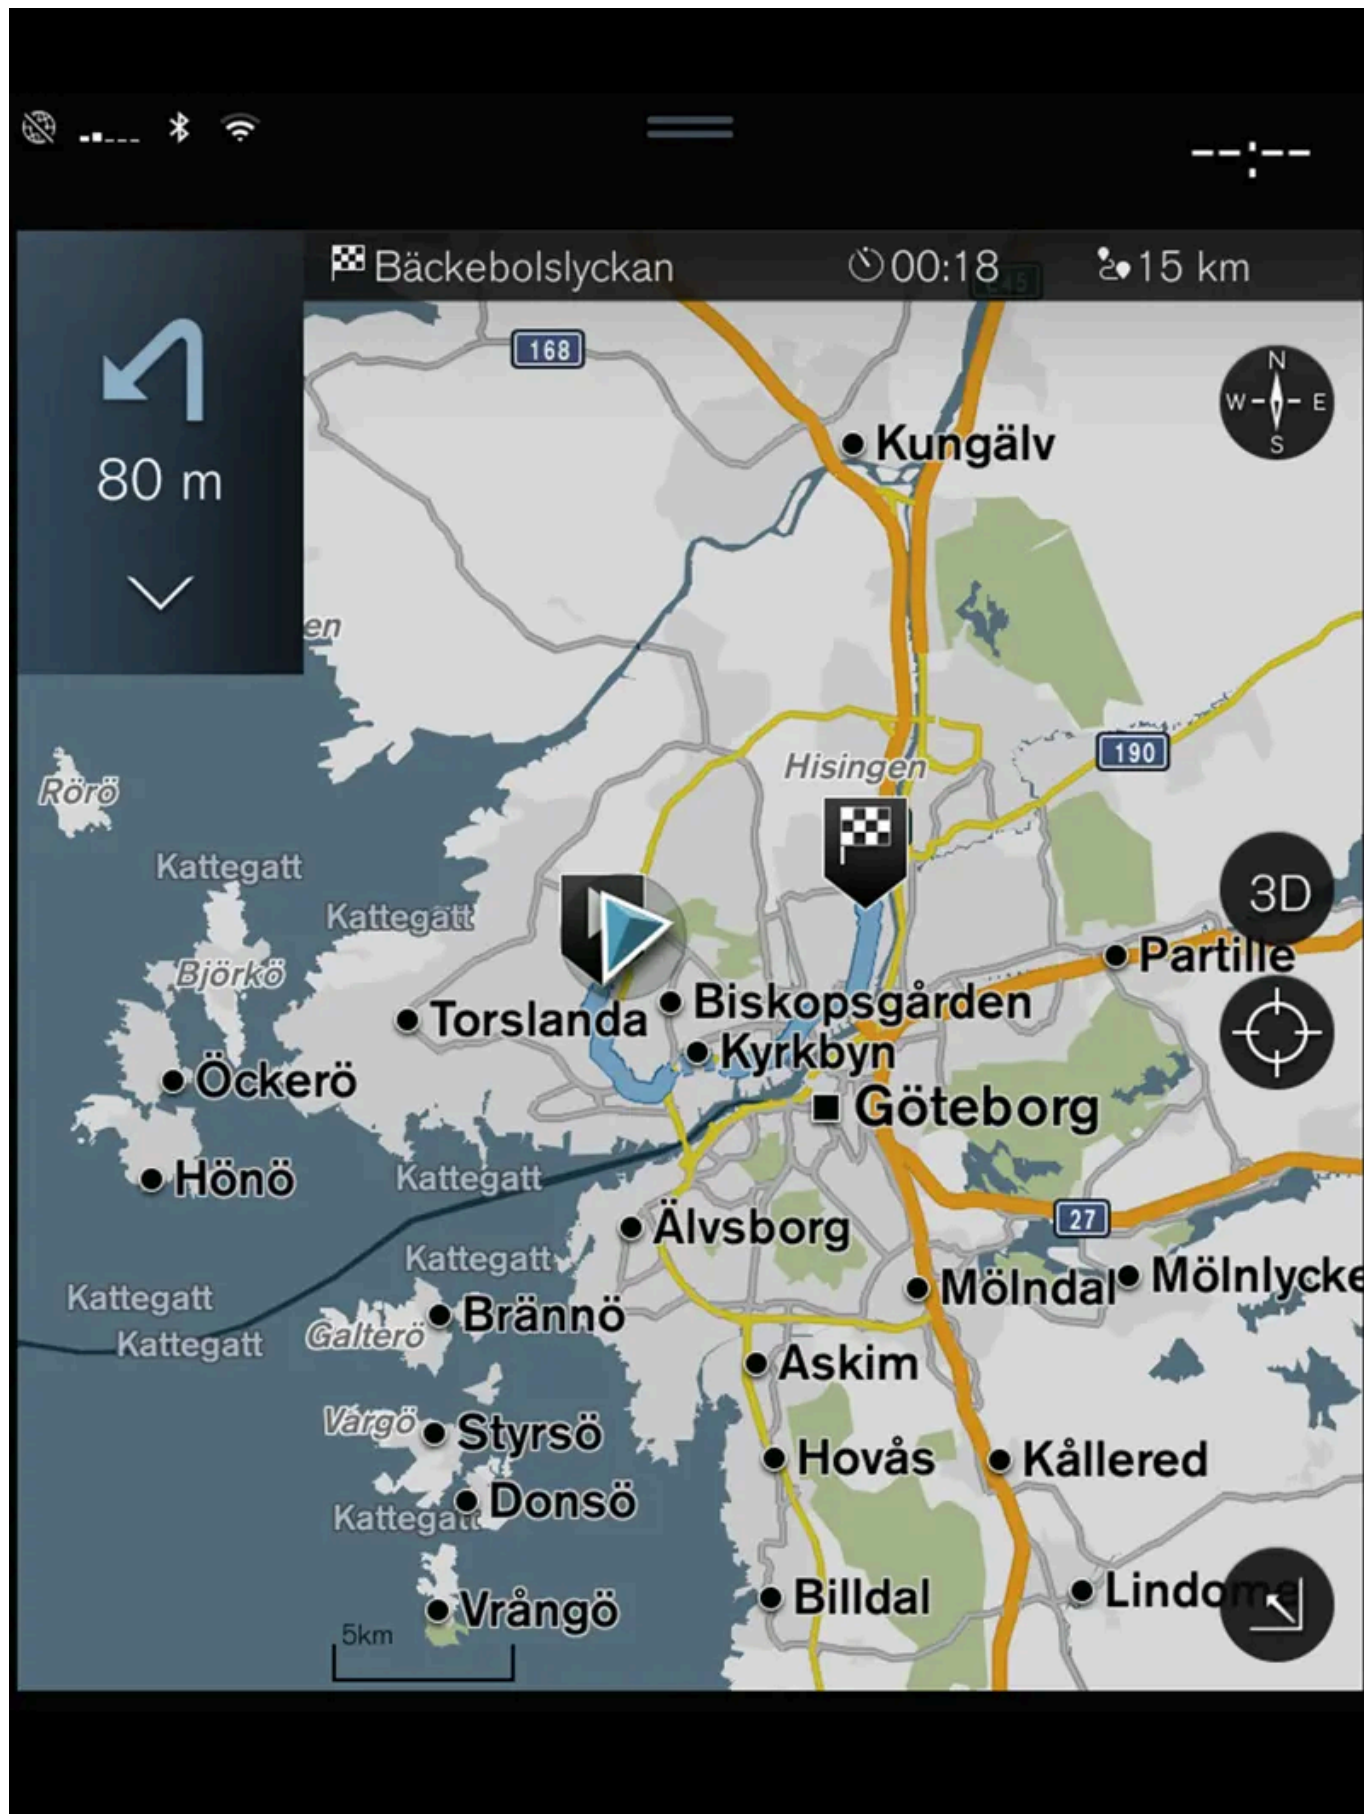 --:--
Bäckebolslyckan 00:18 15 km
80 m
168
N
W E
S
Kungälv
en
190
Hisingen
Rörö
Kattegatt
Kattegatt
3D
Björkö
Partille
Torslanda
Biskopsgården
Kyrkbyn
Öckerö
Göteborg
Hönö
Kattegatt
27
Älvsborg
Kattegatt
Mölndal
Mölnlycke
Kattegatt
Brännö
Galterö
Kattegatt
Askim
Vargö
Styrsö
Hovås
Kållered
Donsö
Kattegatt
Billdal
Lindome
Vrångö
5km